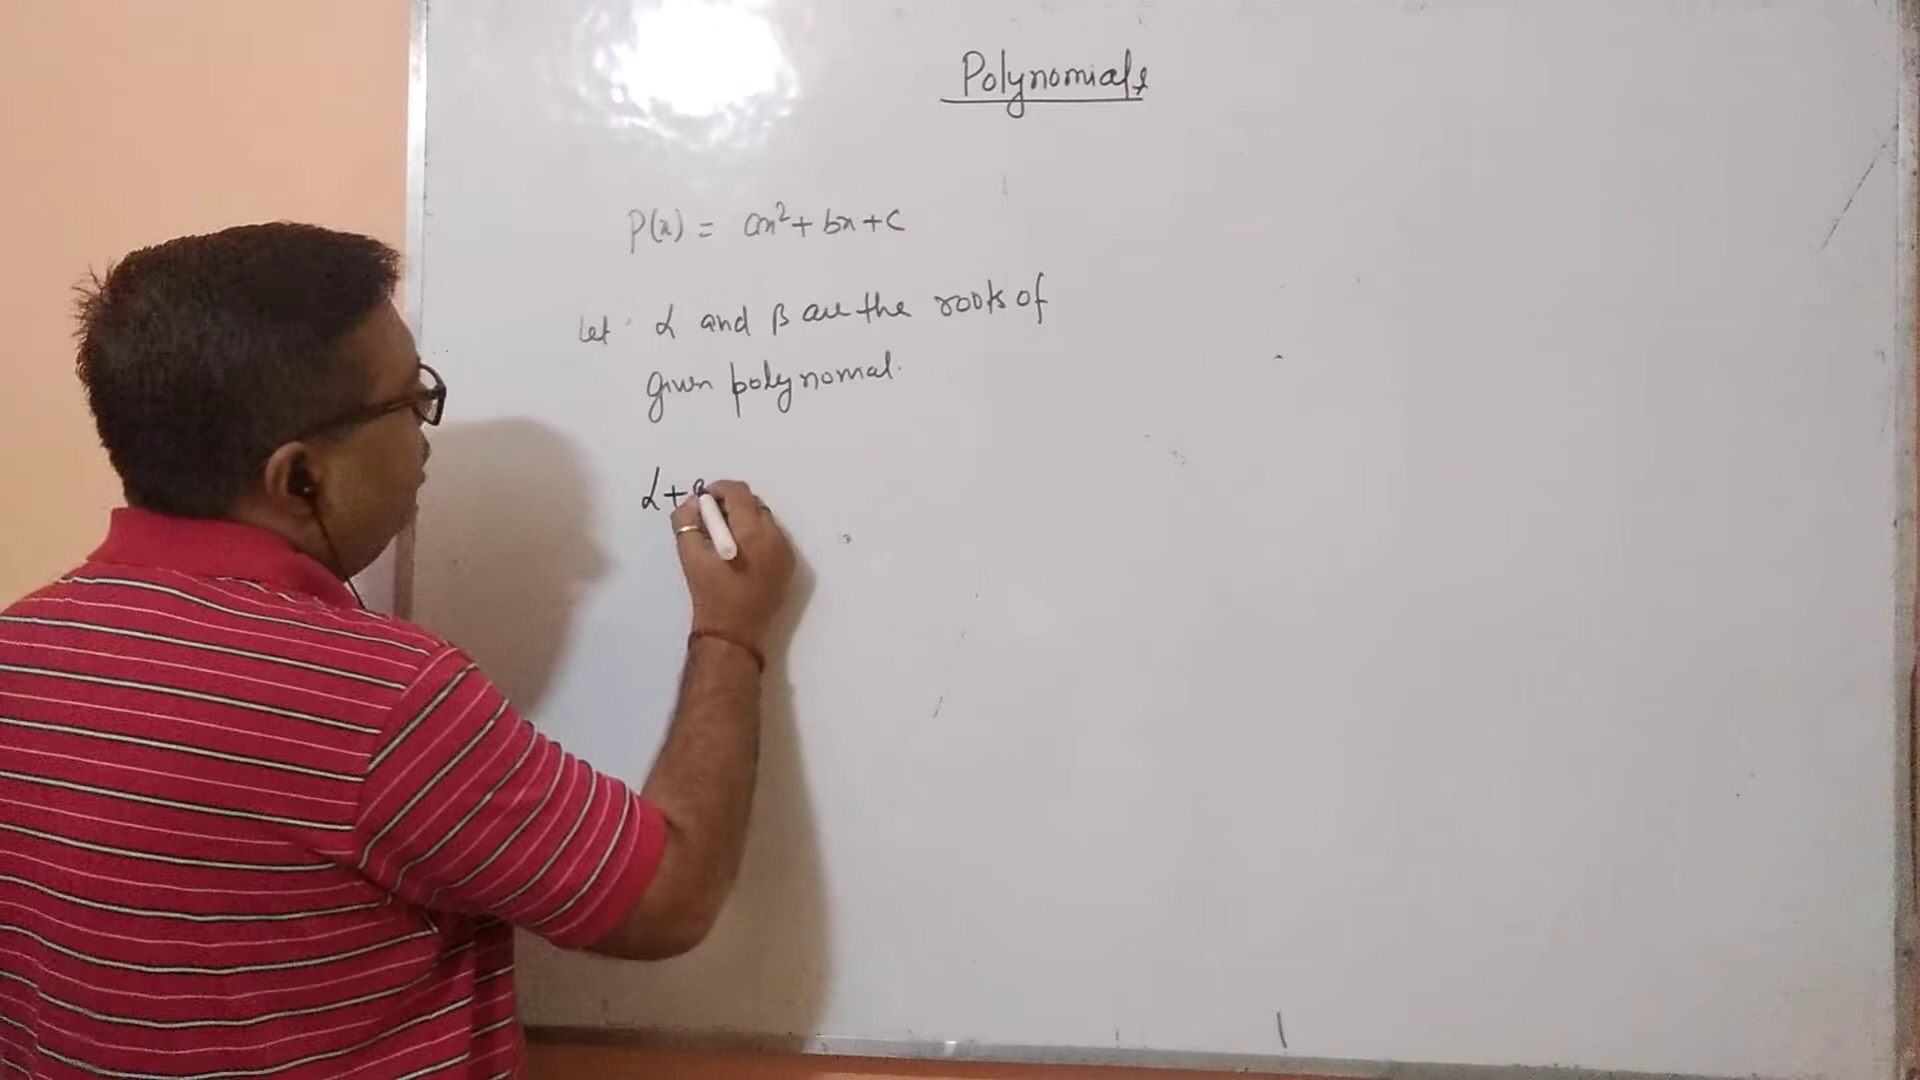 Polynomials
P(x) = ax²+ bx+c
Let α and β are the roots of
given polynomal.
α+β